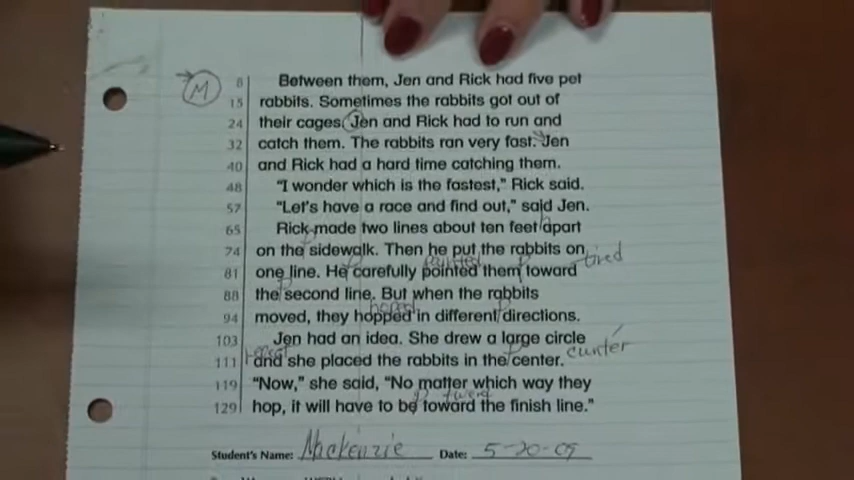 M
8 Between them, Jen and Rick had five pet
15 rabbits. Sometimes the rabbits got out of
24 their cages. Jen and Rick had to run and
32 catch them. The rabbits ran very fast. Jen
40 and Rick had a hard time catching them.
48 "I wonder which is the fastest," Rick said.
57 "Let's have a race and find out," said Jen.
65 Rick made two lines about ten feet apart
74 on the sidewalk. Then he put the rabbits on
tired
81 one line. He carefully pointed them toward
88 the second line. But when the rabbits
hoped
94 moved, they hopped in different directions.
103 Jen had an idea. She drew a large circle
111 and she placed the rabbits in the center. cunter
119 "Now," she said, "No matter which way they
129 hop, it will have to be toward the finish line."
Student's Name: Mackenzie Date: 5-20-09